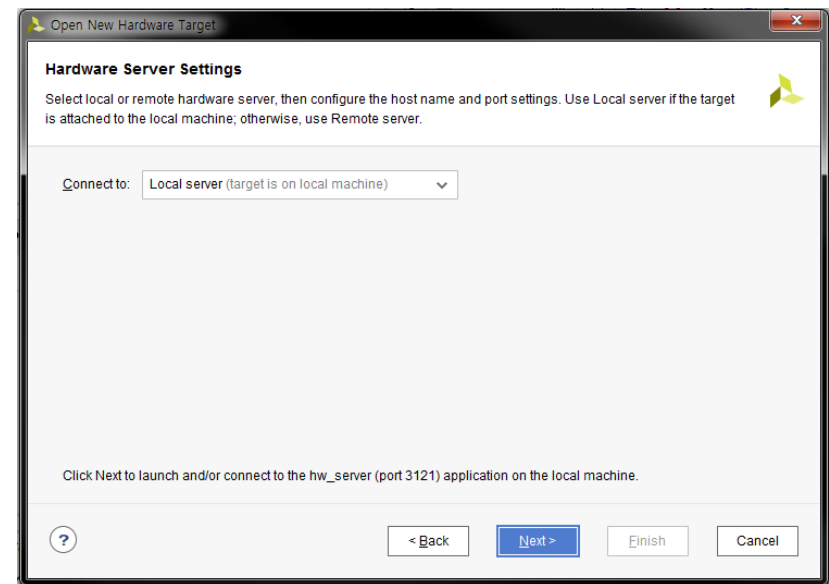 Open New Hardware Target
Hardware Server Settings
Select local or remote hardware server, then configure the host name and port settings. Use Local server if the target
is attached to the local machine; otherwise, use Remote server.
Connect to: Local server (target is on local machine)
Click Next to launch and/or connect to the hw_server (port 3121) application on the local machine.
? < Back Next > Finish Cancel